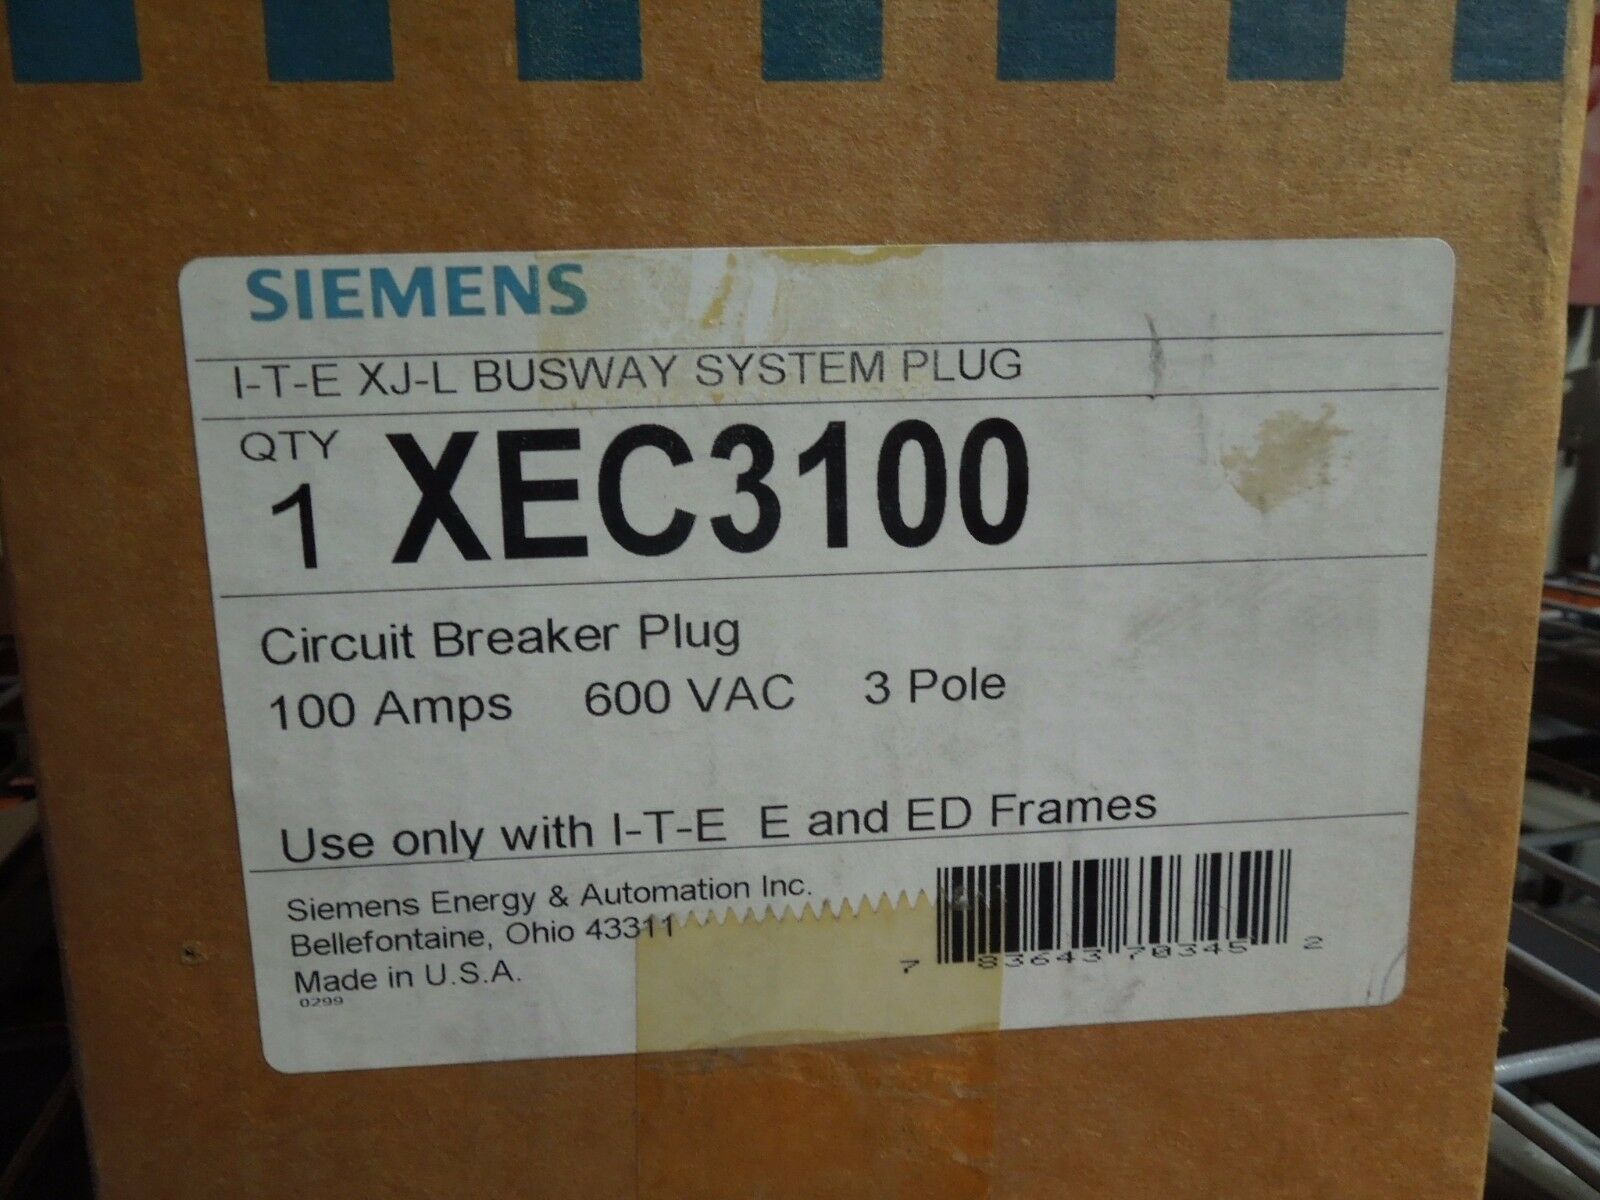 SIEMENS
I-T-E XJ-L BUSWAY SYSTEM PLUG
QTY
1 XEC3100
Circuit Breaker Plug
100 Amps 600 VAC 3 Pole
Use only with I-T-E E and ED Frames
Siemens Energy & Automation Inc.
Bellefontaine, Ohio 43311
Made in U.S.A.
0299
7 83643 70345 2